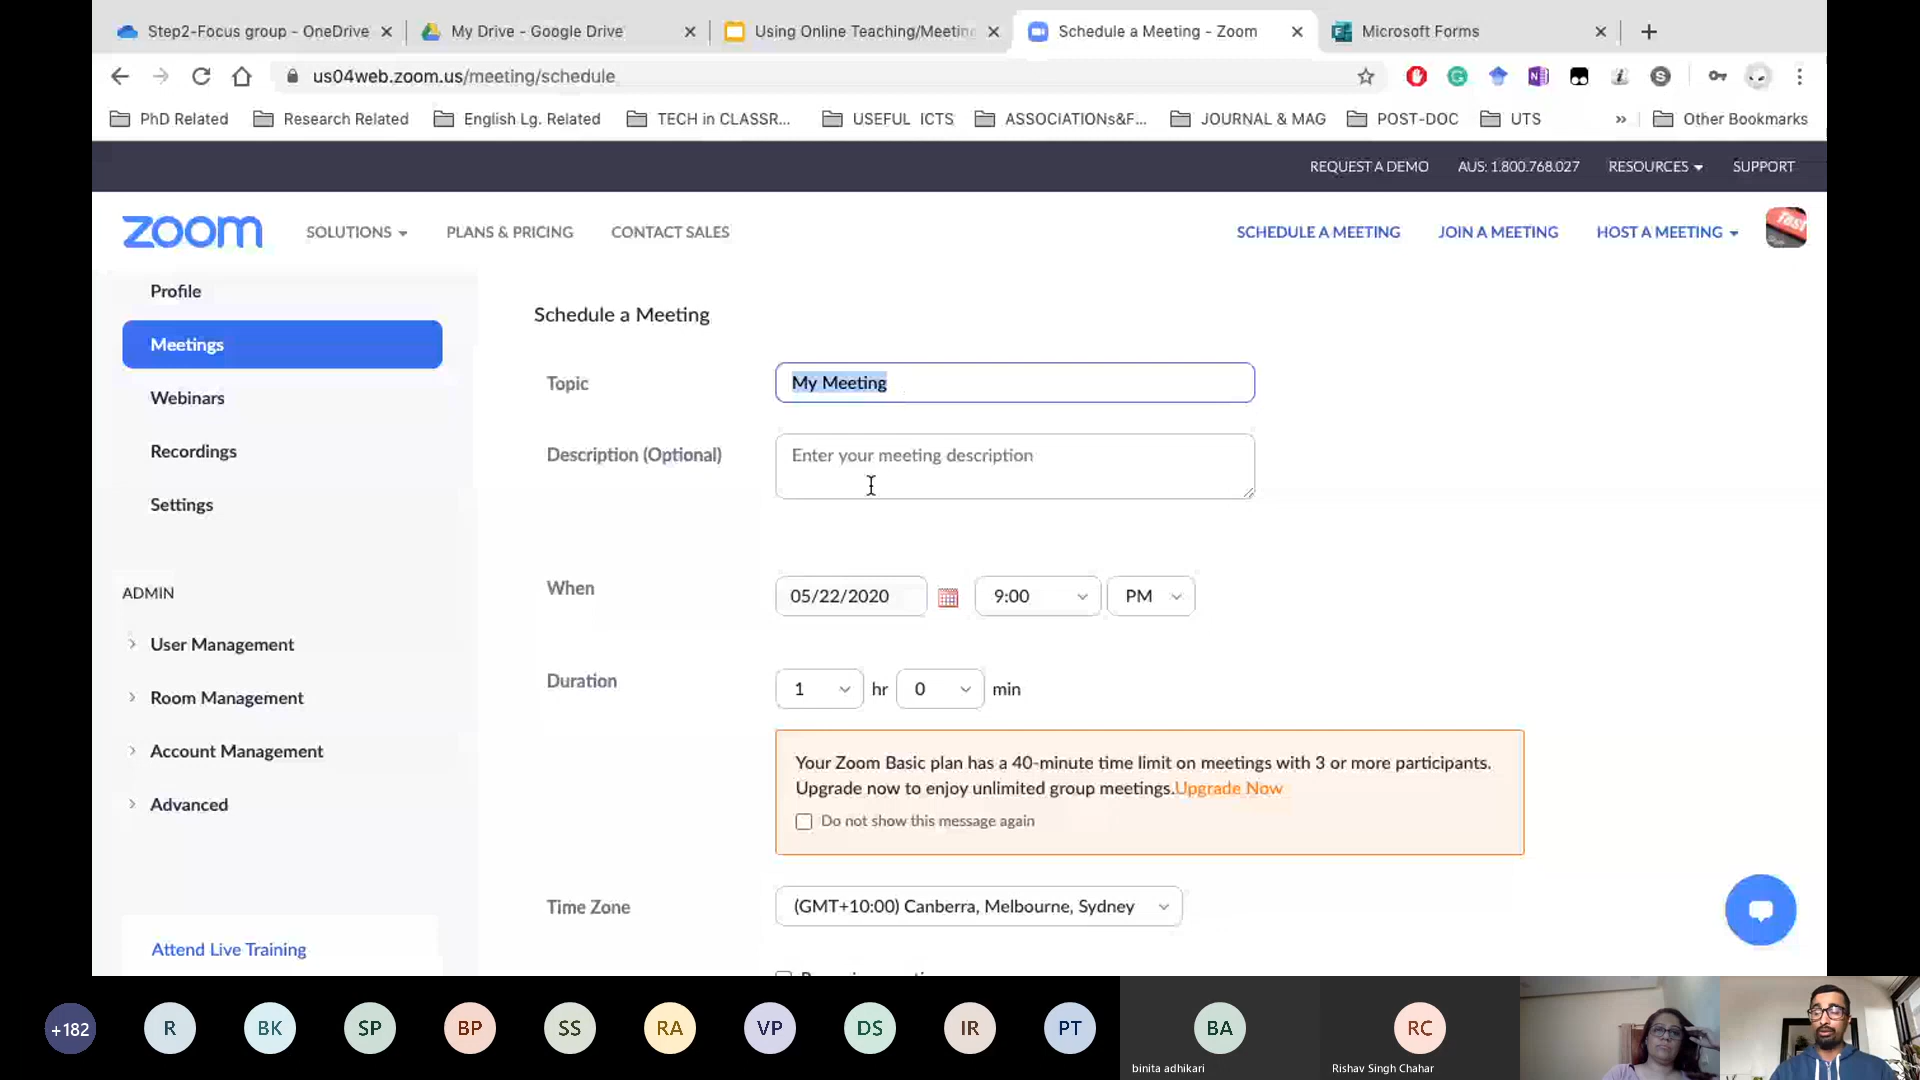 Step2-Focus group - OneDrive
My Drive - Google Drive
Using Online Teaching/Meeting
Schedule a Meeting - Zoom
Microsoft Forms
us04web.zoom.us/meeting/schedule
PhD Related
Research Related
English Lg. Related
TECH in CLASSR...
USEFUL ICTS
ASSOCIATIONs&F...
JOURNAL & MAG
POST-DOC
UTS
»
Other Bookmarks
REQUEST A DEMO
AUS: 1.800.768.027
RESOURCES
SUPPORT
zoom
SOLUTIONS
PLANS & PRICING
CONTACT SALES
SCHEDULE A MEETING
JOIN A MEETING
HOST A MEETING
Profile
Meetings
Webinars
Recordings
Settings
ADMIN
User Management
Room Management
Account Management
Advanced
Attend Live Training
Schedule a Meeting
Topic
My Meeting
Description (Optional)
Enter your meeting description
When
05/22/2020
9:00
PM
Duration
1
hr
0
min
Your Zoom Basic plan has a 40-minute time limit on meetings with 3 or more participants.
Upgrade now to enjoy unlimited group meetings.Upgrade Now
Do not show this message again
Time Zone
(GMT+10:00) Canberra, Melbourne, Sydney
+182
R
BK
SP
BP
SS
RA
VP
DS
IR
PT
BA
binita adhikari
RC
Rishav Singh Chahar